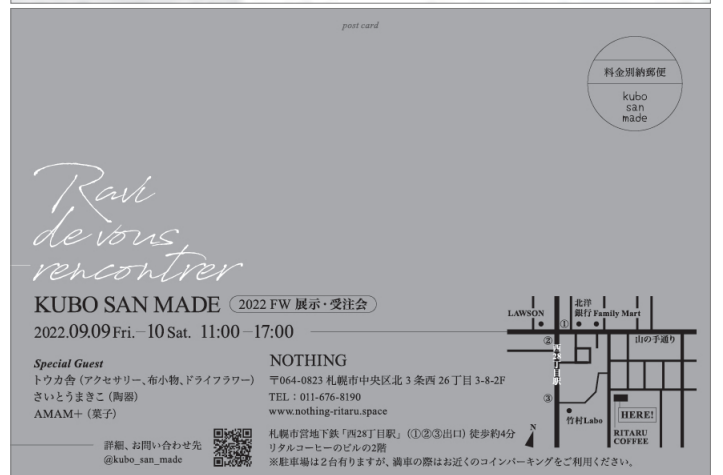 post card
料金別納郵便
kubo
san
made
Ravi
de vous
rencontrer
KUBO SAN MADE 2022 FW 展示・受注会
2022.09.09 Fri. — 10 Sat. 11:00 — 17:00
Special Guest
トウカ舎（アクセサリー、布小物、ドライフラワー）
さいとうまきこ（陶器）
AMAM＋（菓子）
詳細、お問い合わせ先
@kubo_san_made
NOTHING
〒064-0823 札幌市中央区北 3 条西 26 丁目 3-8-2F
TEL：011-676-8190
www.nothing-ritaru.space
札幌市営地下鉄「西28丁目駅」（①②③出口）徒歩約4分
リタルコーヒーのビルの2階
※駐車場は２台有りますが、満車の際はお近くのコインパーキングをご利用ください。
LAWSON
①
北洋
銀行
Family Mart
②
西28丁目駅
山の手通り
③
竹村Labo
HERE!
RITARU
COFFEE
N